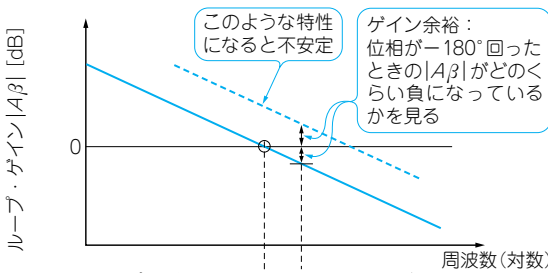 このような特性
になると不安定
ゲイン余裕：
位相が－180°回った
ときの|Aβ|がどのく
らい負になっている
かを見る
ループ・ゲイン|Aβ| [dB]
0
周波数(対数)